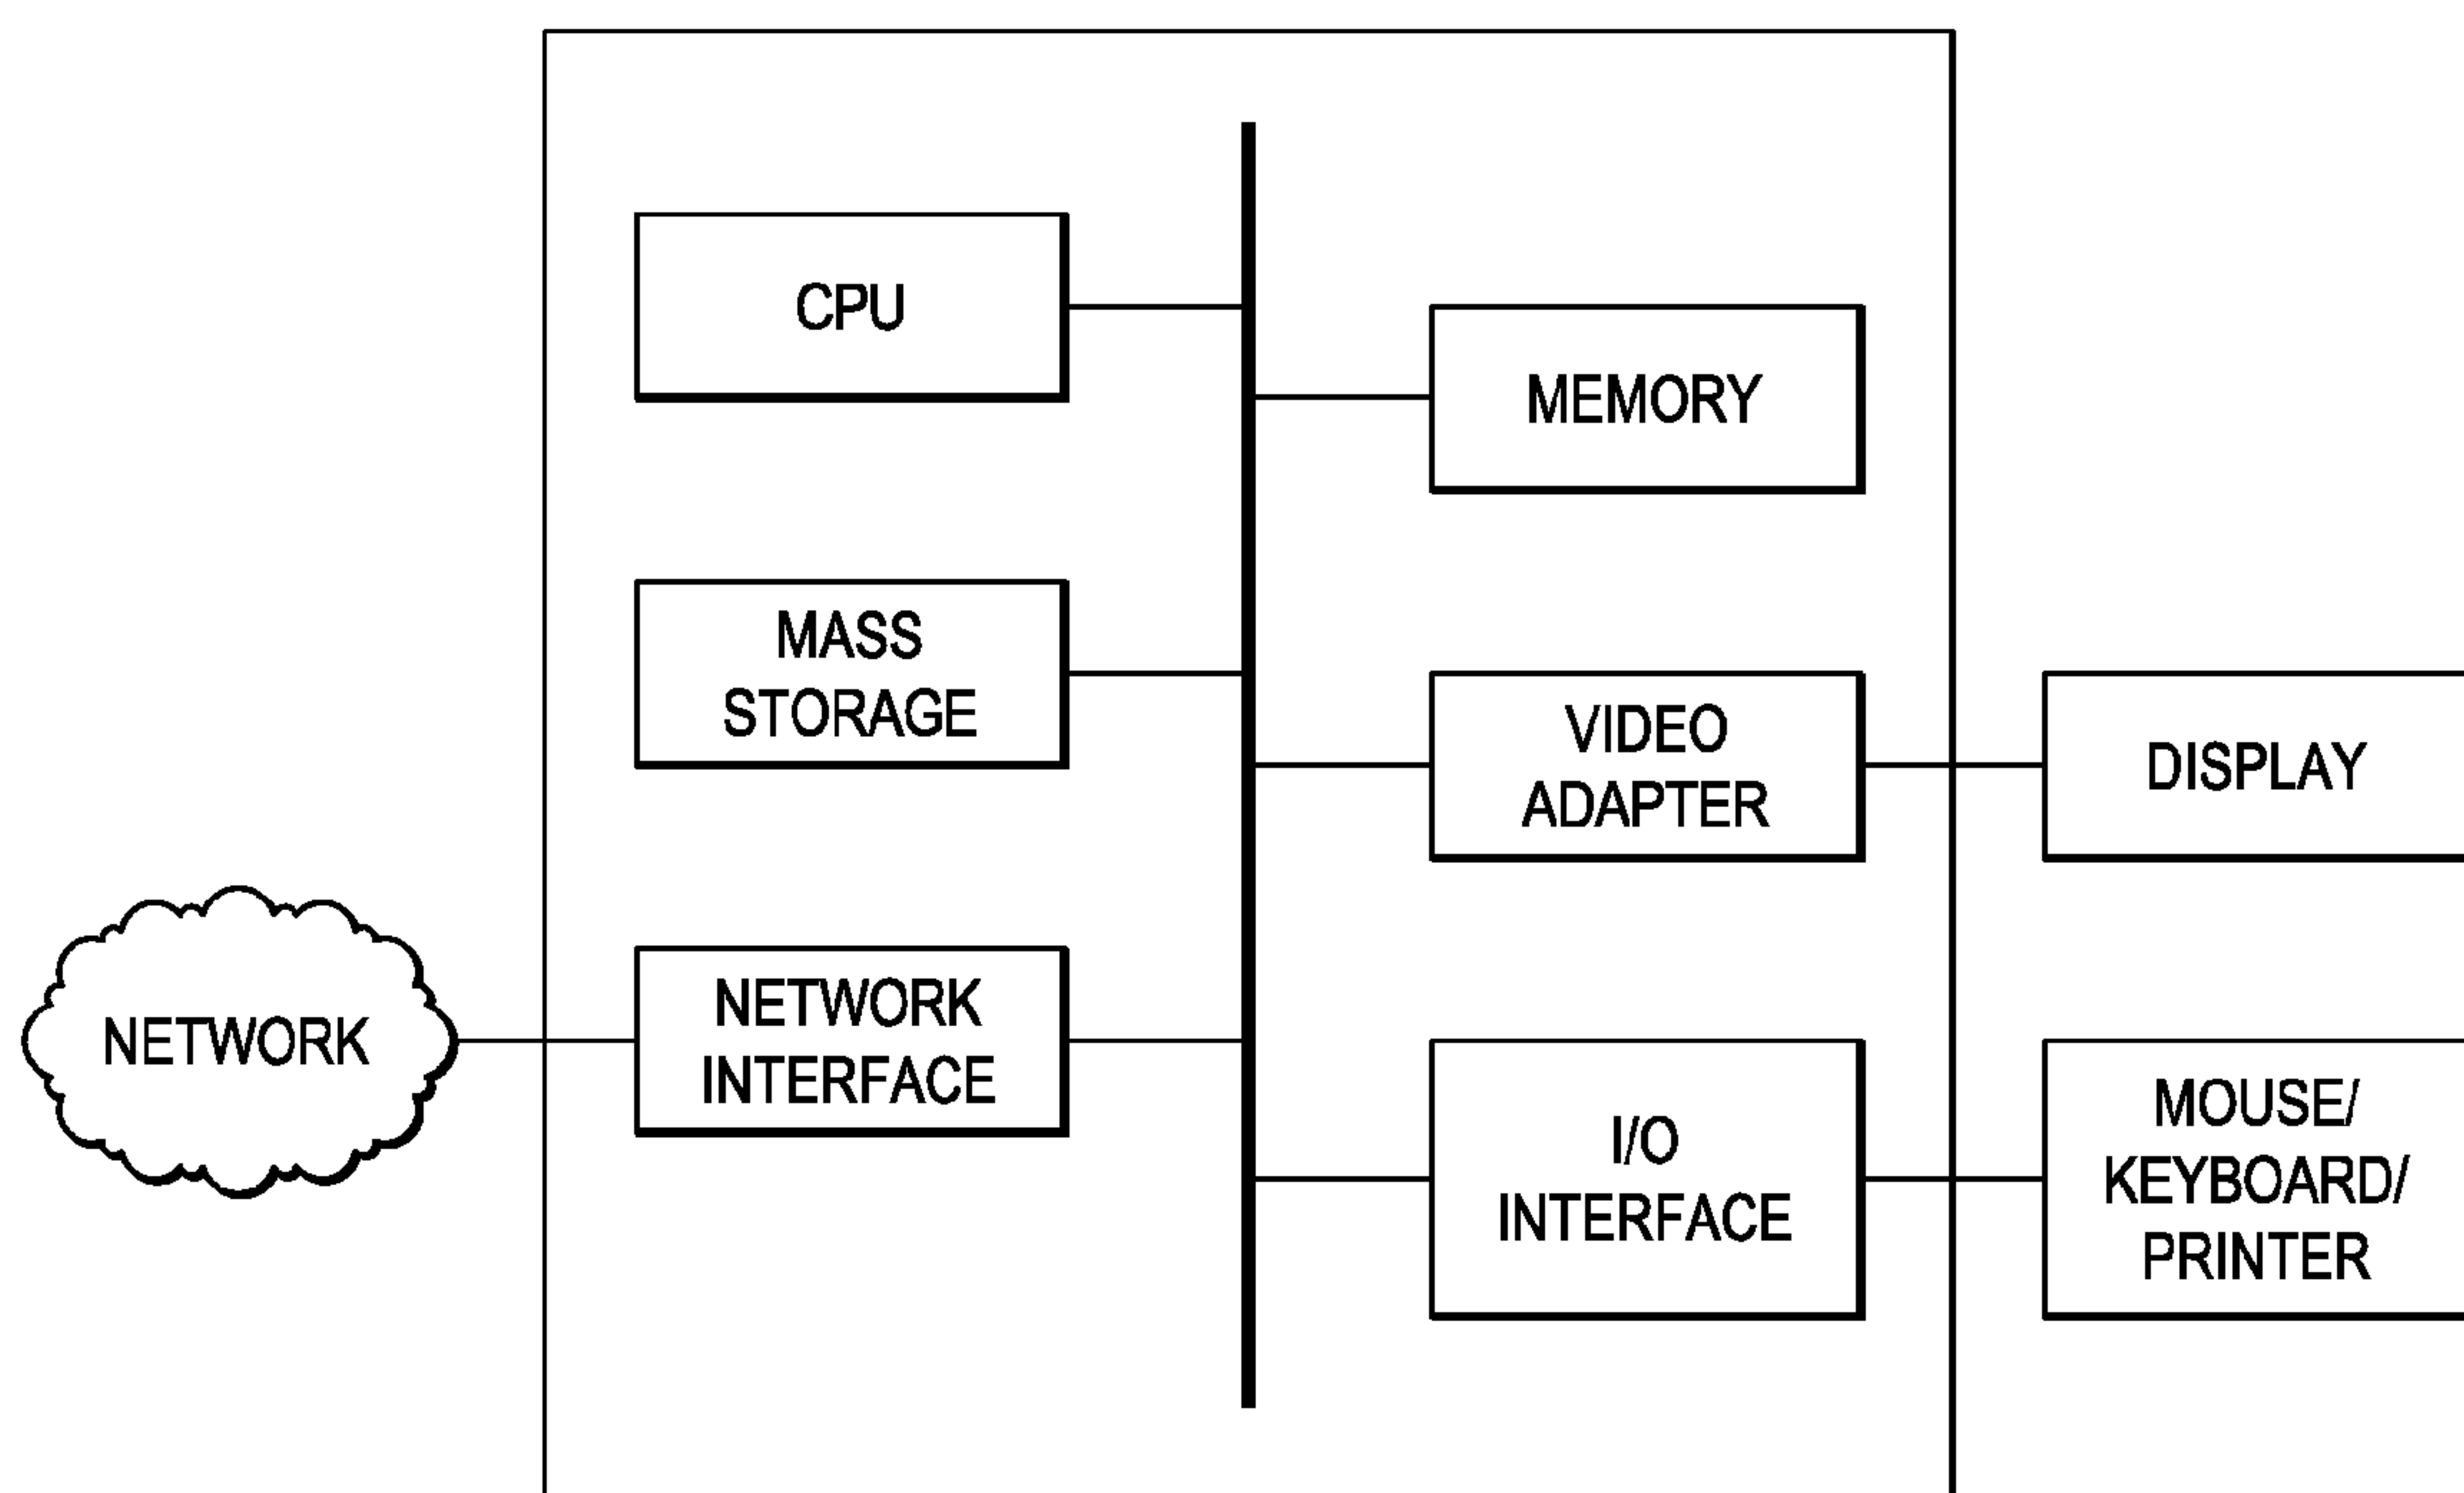 CPU
MEMORY
MASS
STORAGE
VIDEO
ADAPTER
DISPLAY
NETWORK
NETWORK
INTERFACE
I/O
INTERFACE
MOUSE/
KEYBOARD/
PRINTER